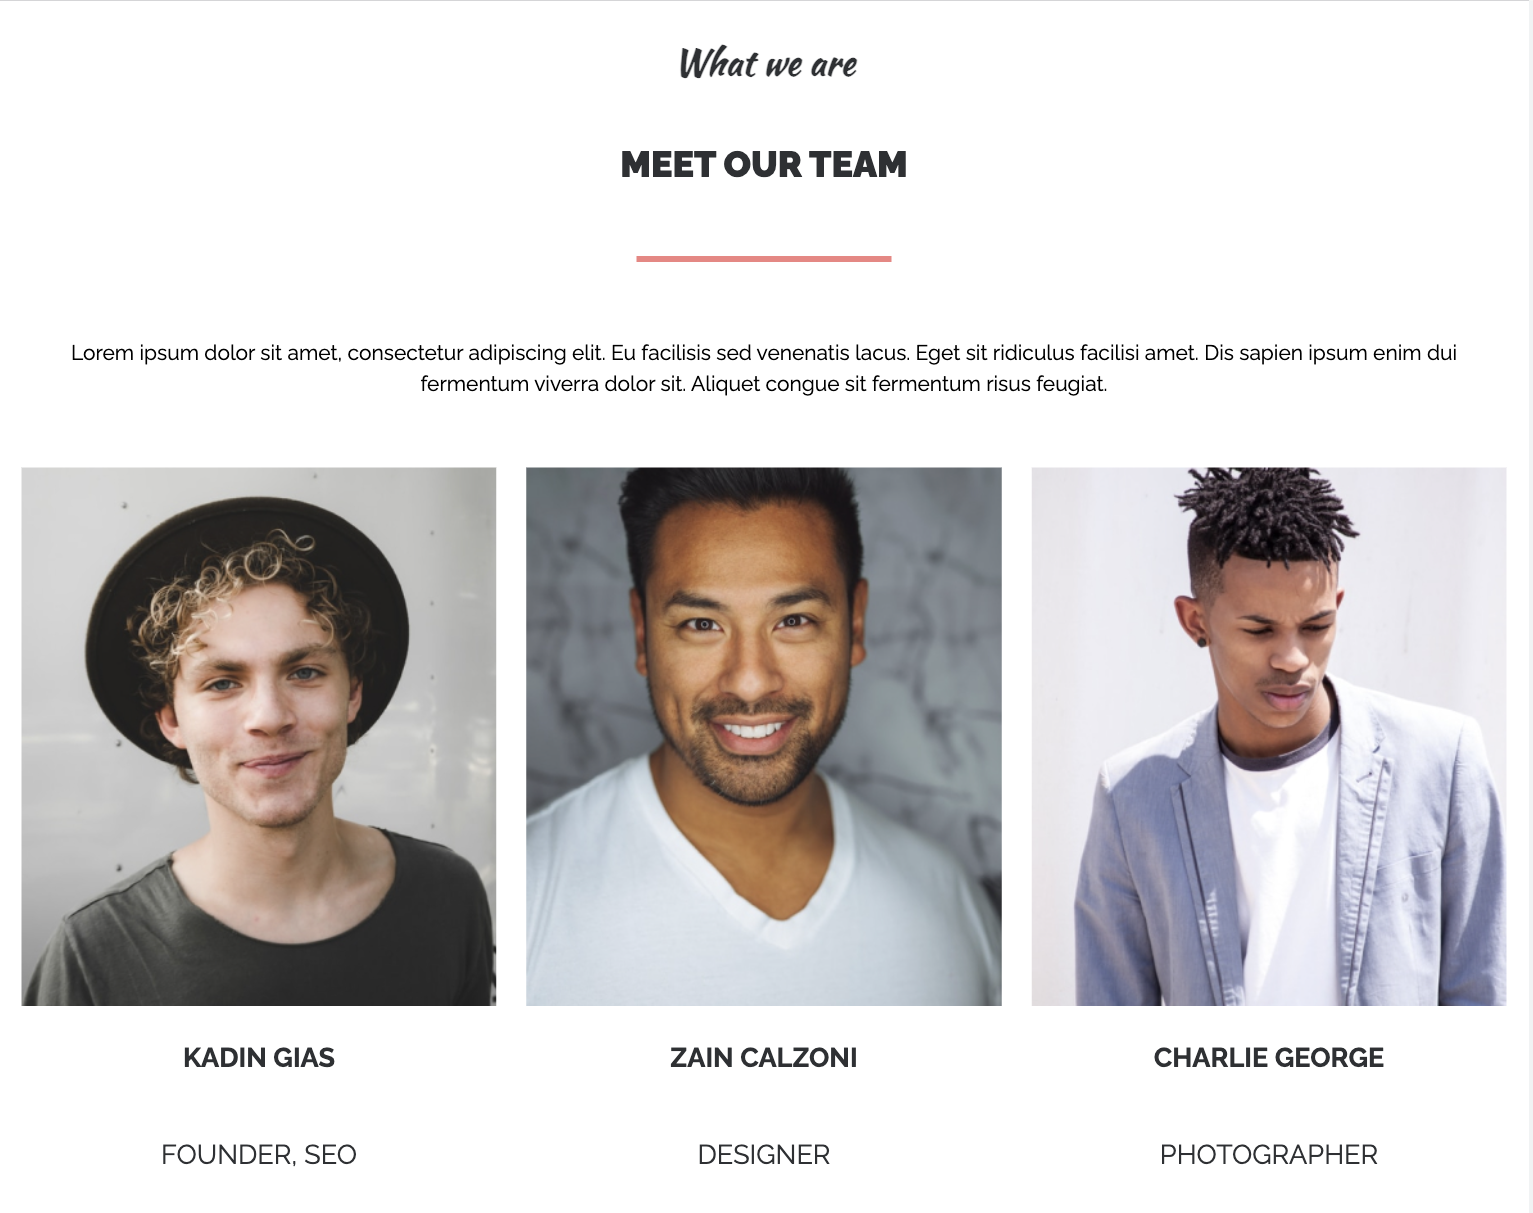 What we are
MEET OUR TEAM
Lorem ipsum dolor sit amet, consectetur adipiscing elit. Eu facilisis sed venenatis lacus. Eget sit ridiculus facilisi amet. Dis sapien ipsum enim dui
fermentum viverra dolor sit. Aliquet congue sit fermentum risus feugiat.
KADIN GIAS
ZAIN CALZONI
CHARLIE GEORGE
FOUNDER, SEO
DESIGNER
PHOTOGRAPHER